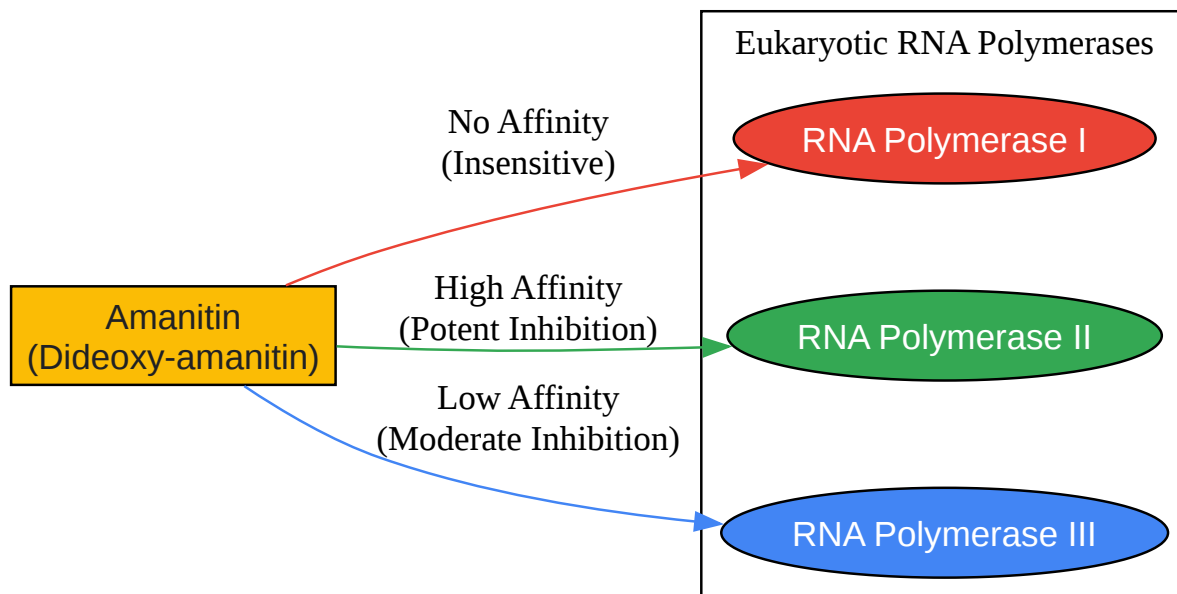 Eukaryotic RNA Polymerases
No Affinity
(Insensitive)
RNA Polymerase I
Amanitin
(Dideoxy-amanitin)
High Affinity
(Potent Inhibition)
RNA Polymerase II
Low Affinity
(Moderate Inhibition)
RNA Polymerase III